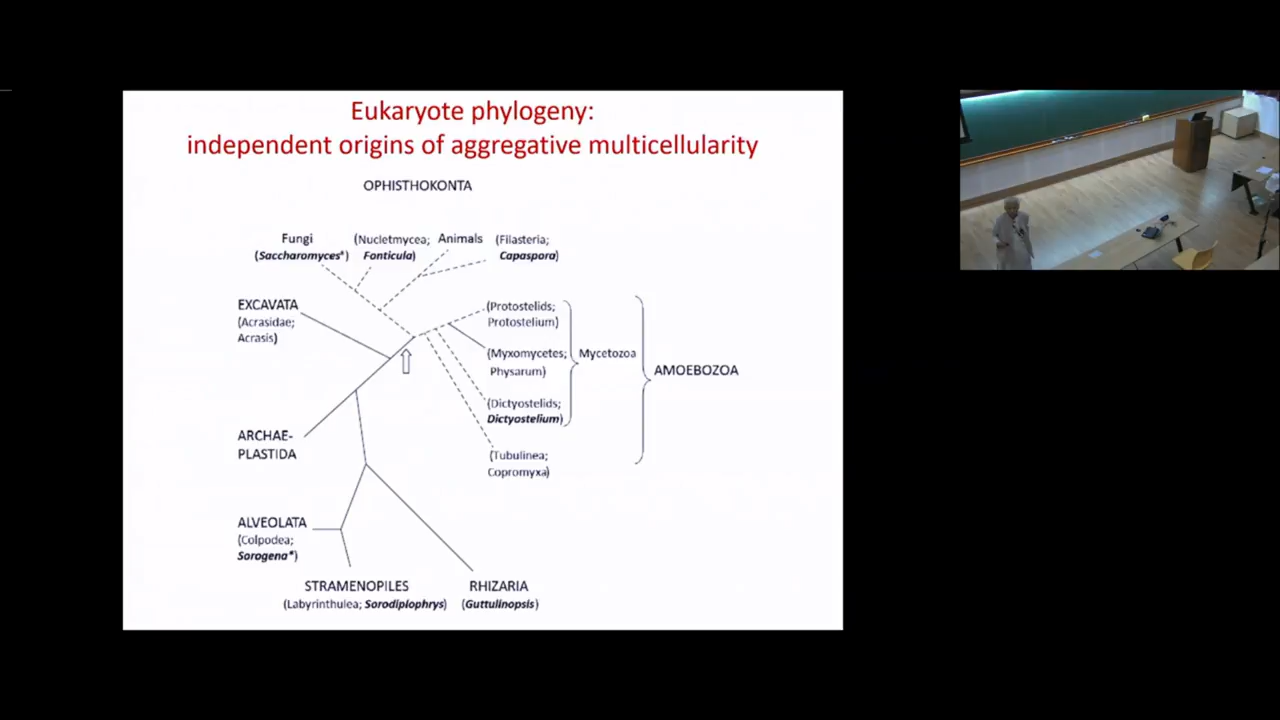 Eukaryote phylogeny:
independent origins of aggregative multicellularity
OPHISTHOKONTA
Fungi
(Saccharomyces*)
(Nucletmycea;
Fonticula)
Animals
(Filasteria;
Capaspora)
EXCAVATA
(Acrasidae;
Acrasis)
(Protostelids;
Protostelium)
(Myxomycetes;
Physarum)
Mycetozoa
AMOEBOZOA
(Dictyostelids;
Dictyostelium)
ARCHAE-
PLASTIDA
(Tubulinea;
Copromyxa)
ALVEOLATA
(Colpodea;
Sorogena*)
STRAMENOPILES
(Labyrinthulea; Sorodiplophrys)
RHIZARIA
(Guttulinopsis)